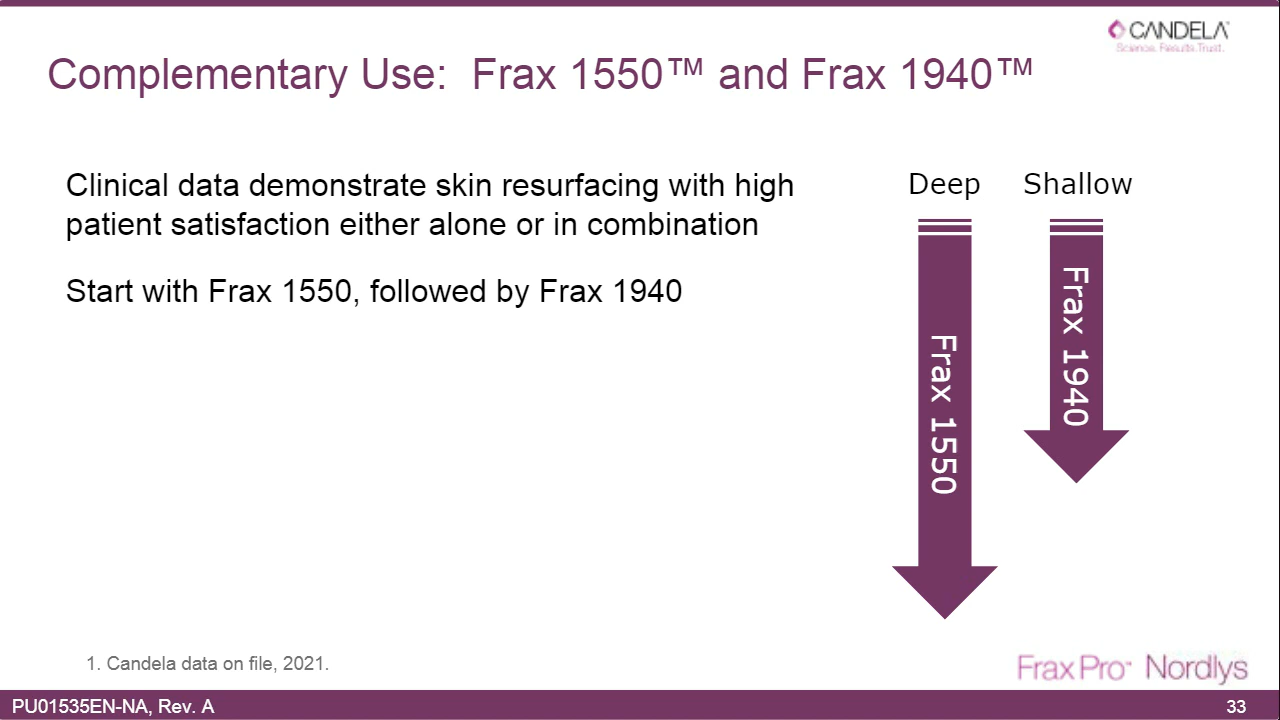 CANDELA
Science. Results. Trust.
Complementary Use:  Frax 1550™ and Frax 1940™
Clinical data demonstrate skin resurfacing with high
patient satisfaction either alone or in combination
Start with Frax 1550, followed by Frax 1940
Deep
Shallow
Frax 1550
Frax 1940
1. Candela data on file, 2021.
Frax Pro™ Nordlys
PU01535EN-NA, Rev. A
33